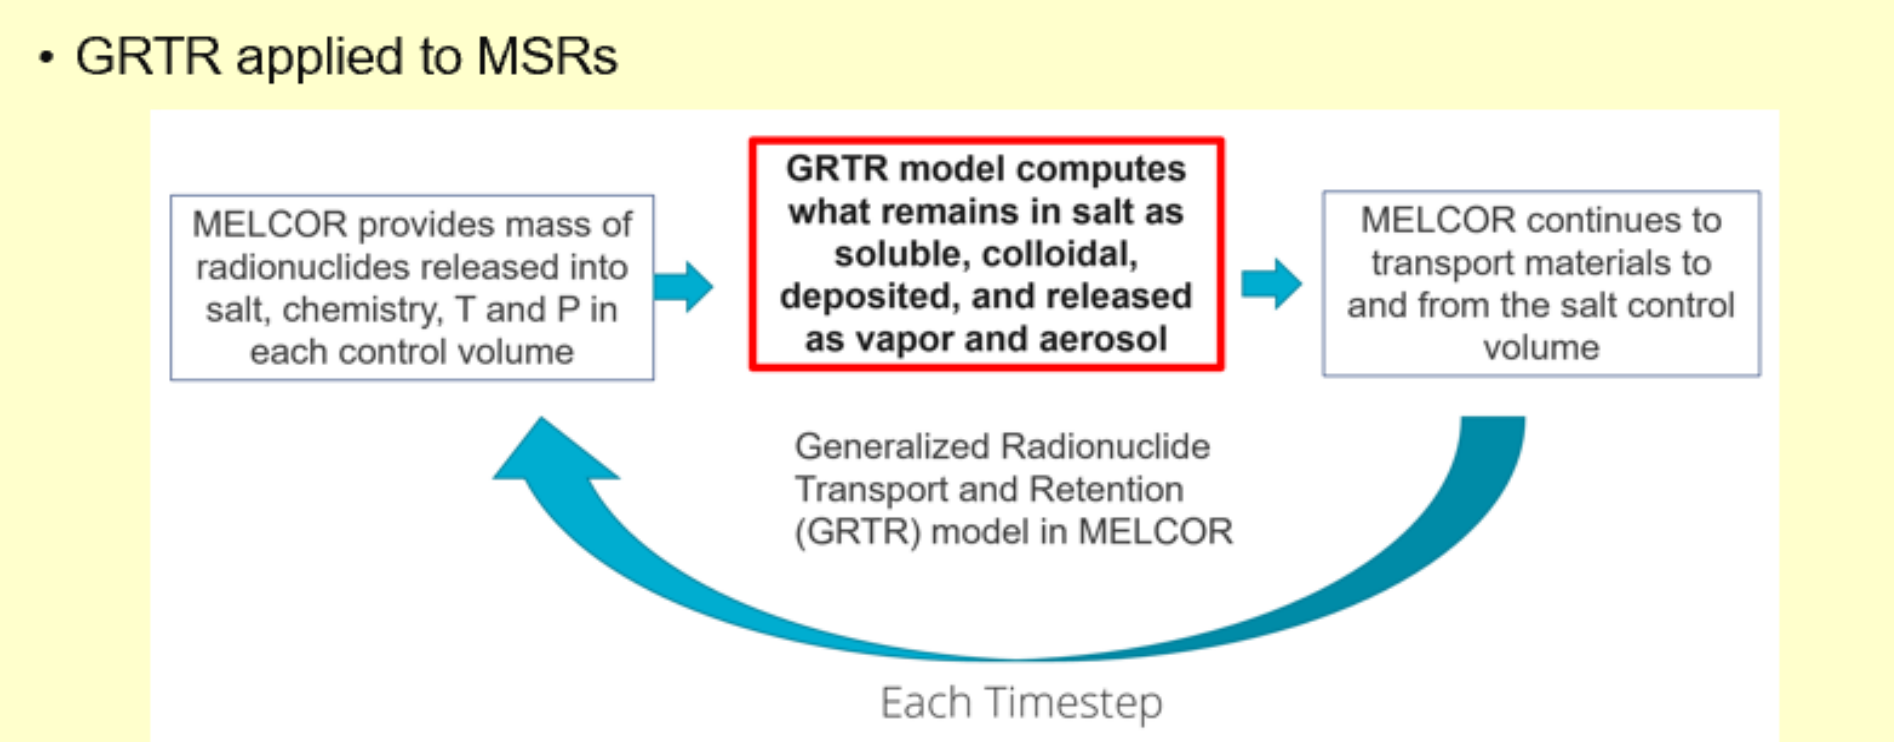 • GRTR applied to MSRs
MELCOR provides mass of
radionuclides released into
salt, chemistry, T and P in
each control volume
GRTR model computes
what remains in salt as
soluble, colloidal,
deposited, and released
as vapor and aerosol
MELCOR continues to
transport materials to
and from the salt control
volume
Generalized Radionuclide
Transport and Retention
(GRTR) model in MELCOR
Each Timestep